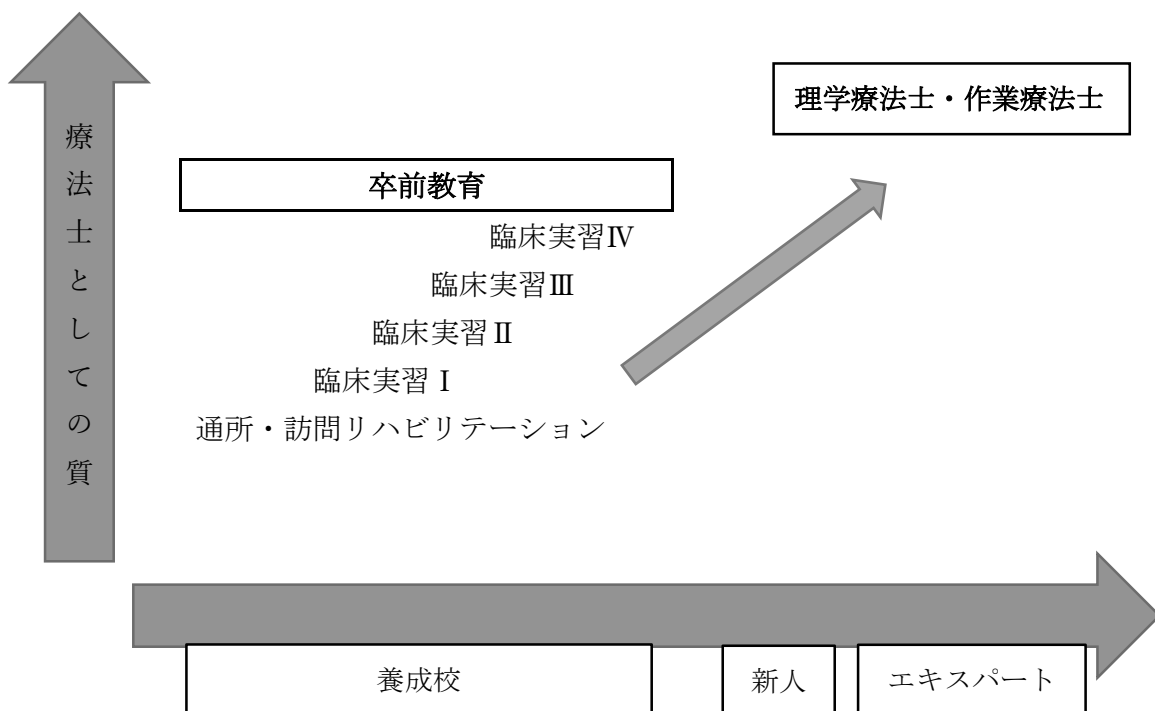 療法士としての質
理学療法士・作業療法士
卒前教育
臨床実習Ⅳ
臨床実習Ⅲ
臨床実習Ⅱ
臨床実習Ⅰ
通所・訪問リハビリテーション
養成校
新人
エキスパート